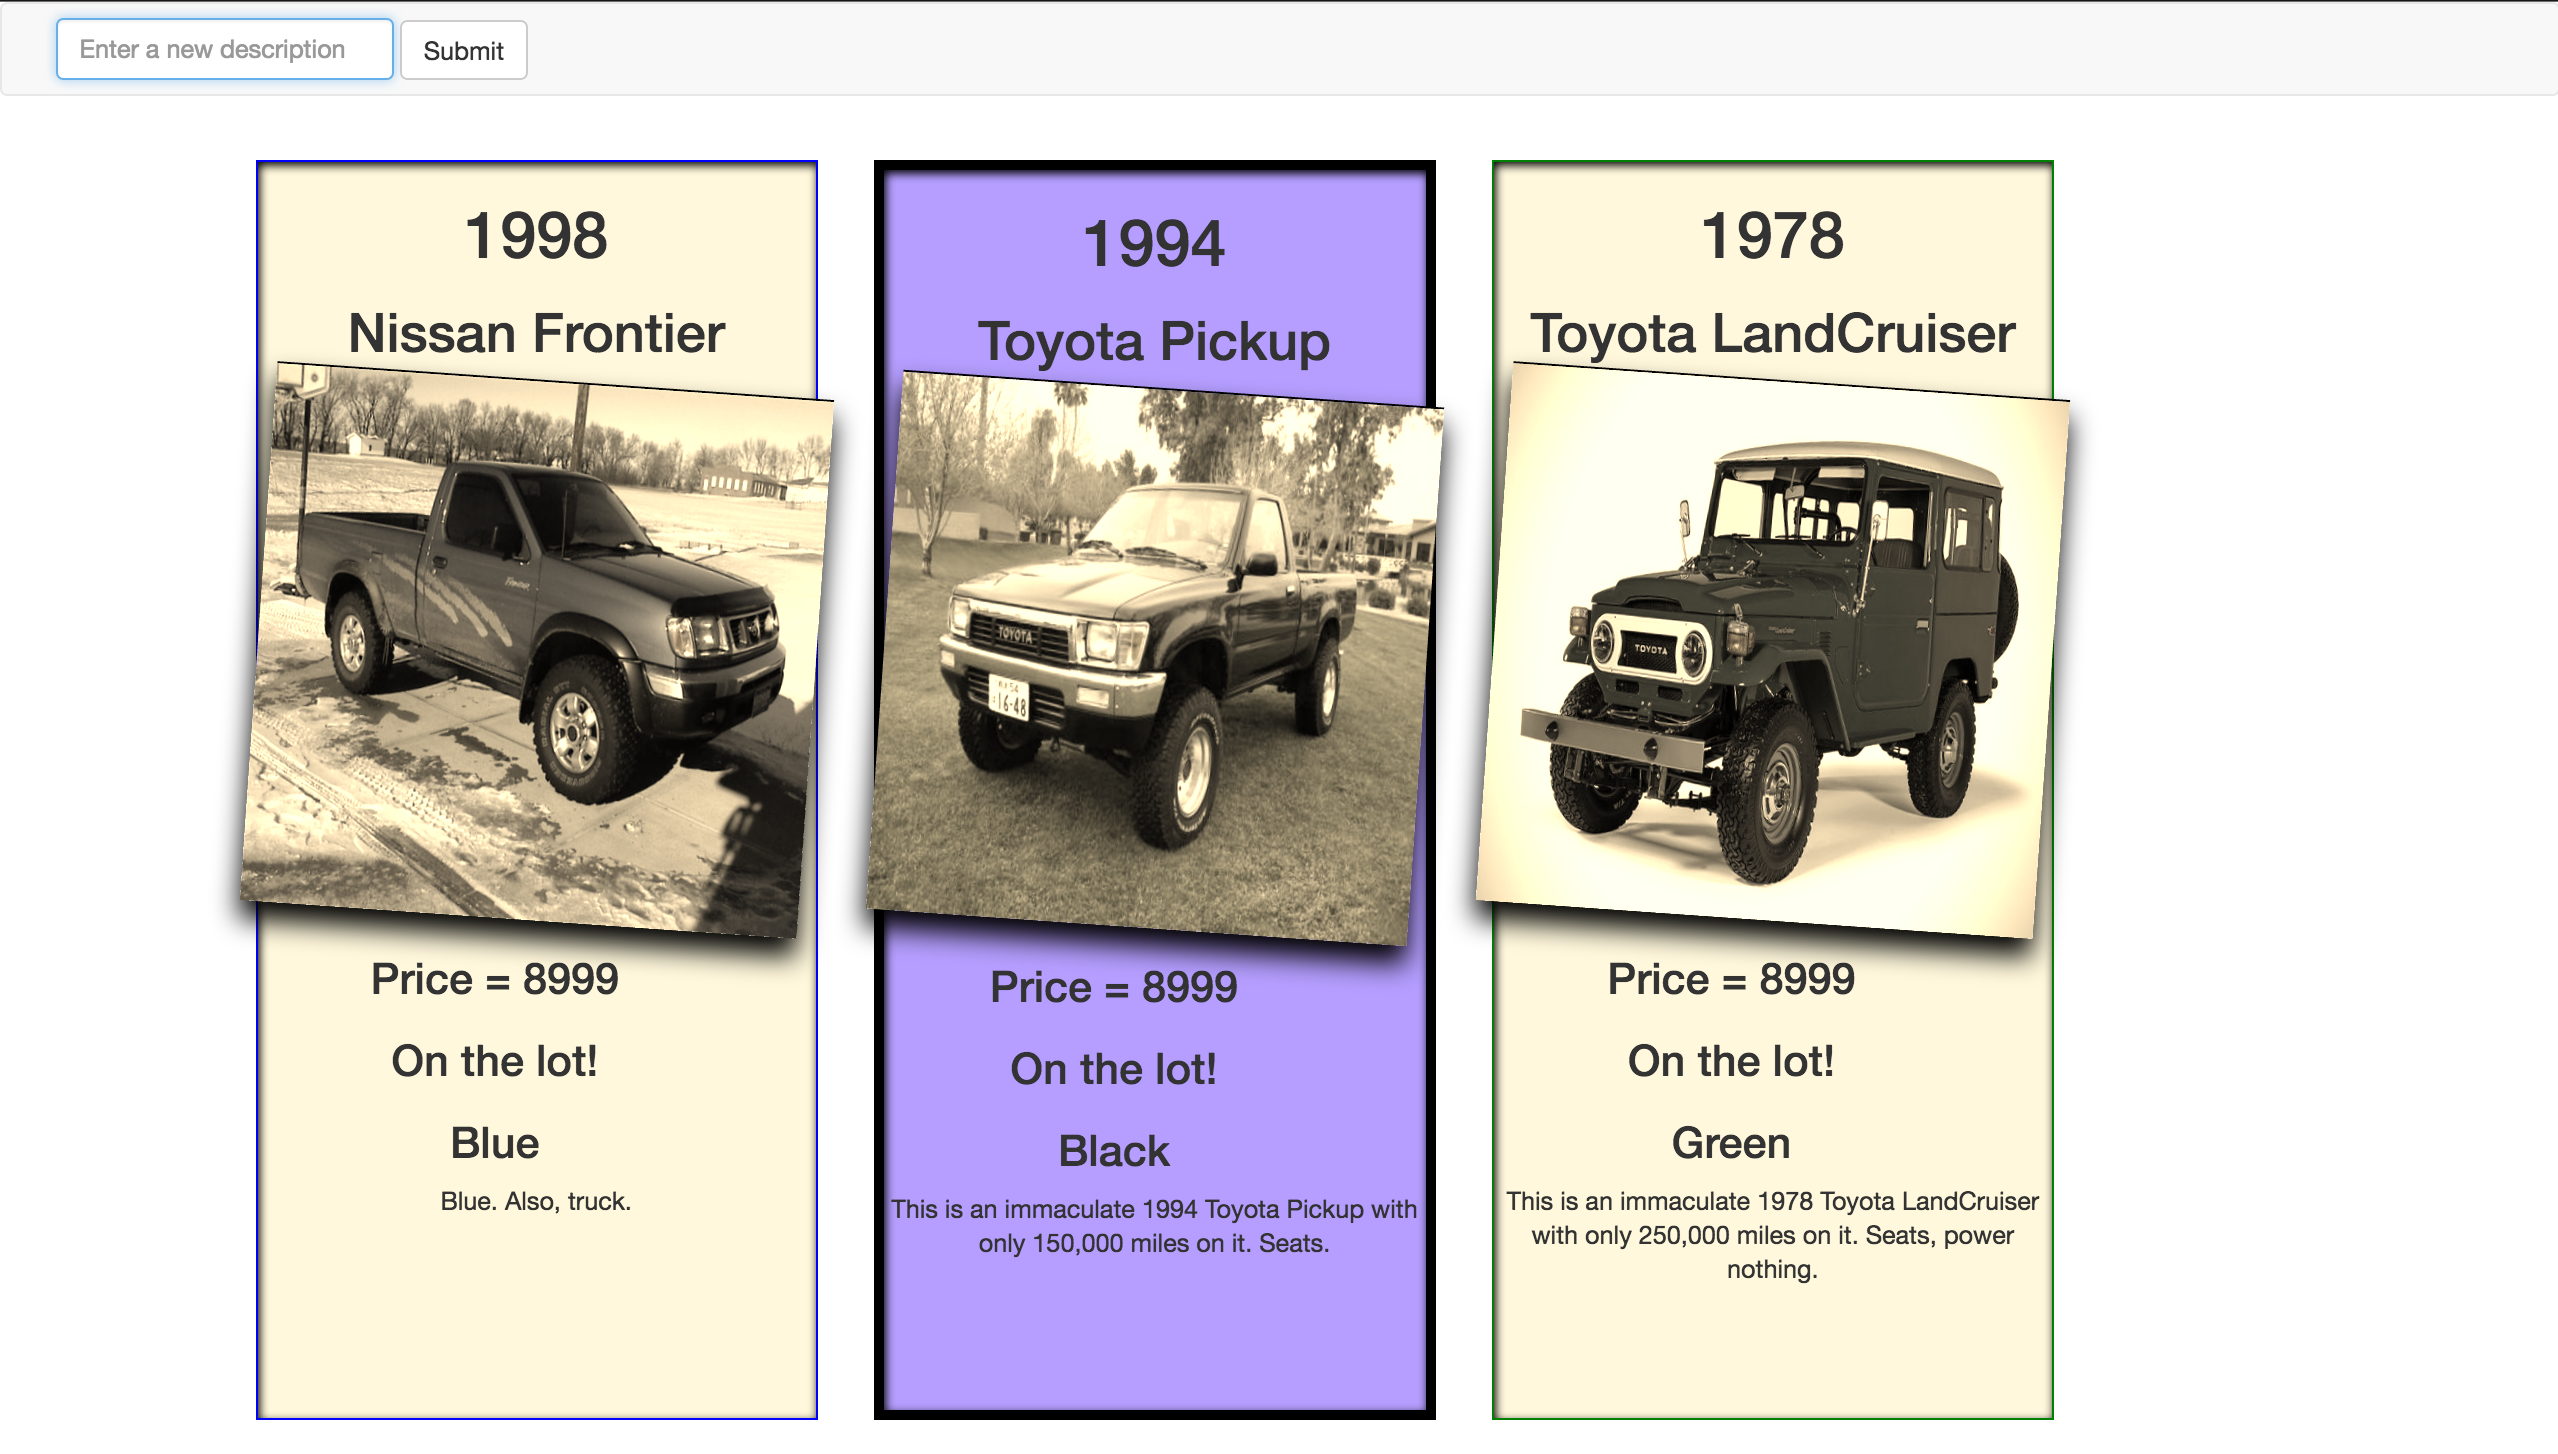 Enter a new description
Submit
1998
Nissan Frontier
Price = 8999
On the lot!
Blue
Blue. Also, truck.
1994
Toyota Pickup
TOYOTA
16-48
Price = 8999
On the lot!
Black
This is an immaculate 1994 Toyota Pickup with
only 150,000 miles on it. Seats.
1978
Toyota LandCruiser
TOYOTA
Price = 8999
On the lot!
Green
This is an immaculate 1978 Toyota LandCruiser
with only 250,000 miles on it. Seats, power
nothing.